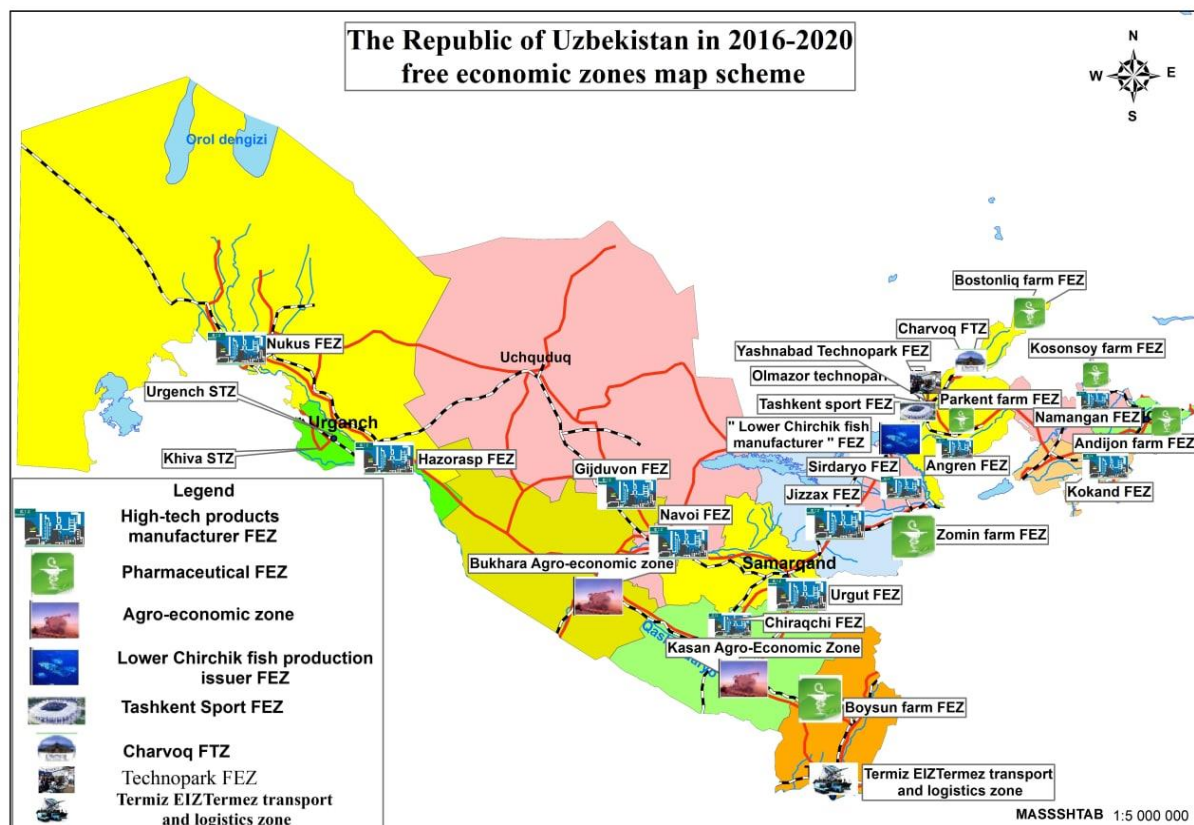 The Republic of Uzbekistan in 2016-2020
free economic zones map scheme
N
W E
S
Orol dengizi
Bostonliq farm FEZ
Charvoq FTZ
Nukus FEZ
Yashnabad Technopark FEZ
Kosonsoy farm FEZ
Uchquduq
Olmazor technopar
Urgench STZ
Tashkent sport FEZ
Parkent farm FEZ
Namangan FEZ
Urganch
" Lower Chirchik fish
manufacturer " FEZ
Andijon farm FEZ
Khiva STZ
Hazorasp FEZ
Gijduvon FEZ
Sirdaryo FEZ
Angren FEZ
Jizzax FEZ
Kokand FEZ
Navoi FEZ
Zomin farm FEZ
Bukhara Agro-economic zone
Samarqand
Urgut FEZ
Chiraqchi FEZ
Kasan Agro-Economic Zone
Boysun farm FEZ
Termiz EIZTermez transport
and logistics zone
Legend
High-tech products
manufacturer FEZ
Pharmaceutical FEZ
Agro-economic zone
Lower Chirchik fish production
issuer FEZ
Tashkent Sport FEZ
Charvoq FTZ
Technopark FEZ
Termiz EIZTermez transport
and logistics zone
MASSSHTAB 1:5 000 000